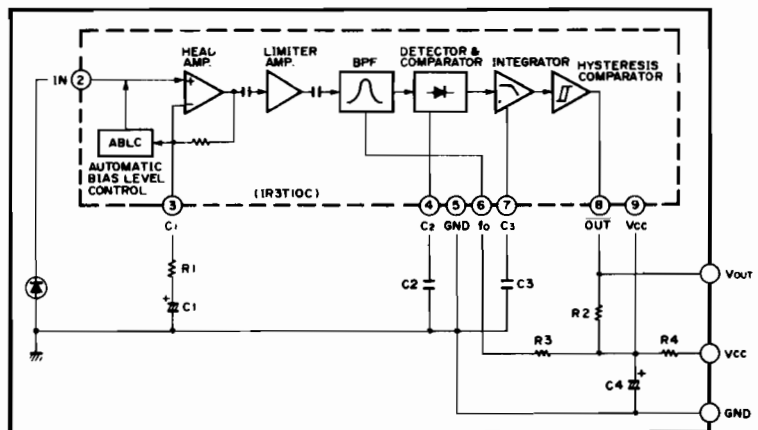 HEAD AMP.
LIMITER AMP.
BPF
DETECTOR & COMPARATOR
INTEGRATOR
HYSTERESIS COMPARATOR
IN 2
+
−
ABLC
AUTOMATIC BIAS LEVEL CONTROL
(IR3T10C)
3 4 5 6 7 8 9
C1 C2 GND fo C3 OUT VCC
R1
+ C1
C2
C3
R2
VOUT
R3
R4
VCC
C4 +
GND